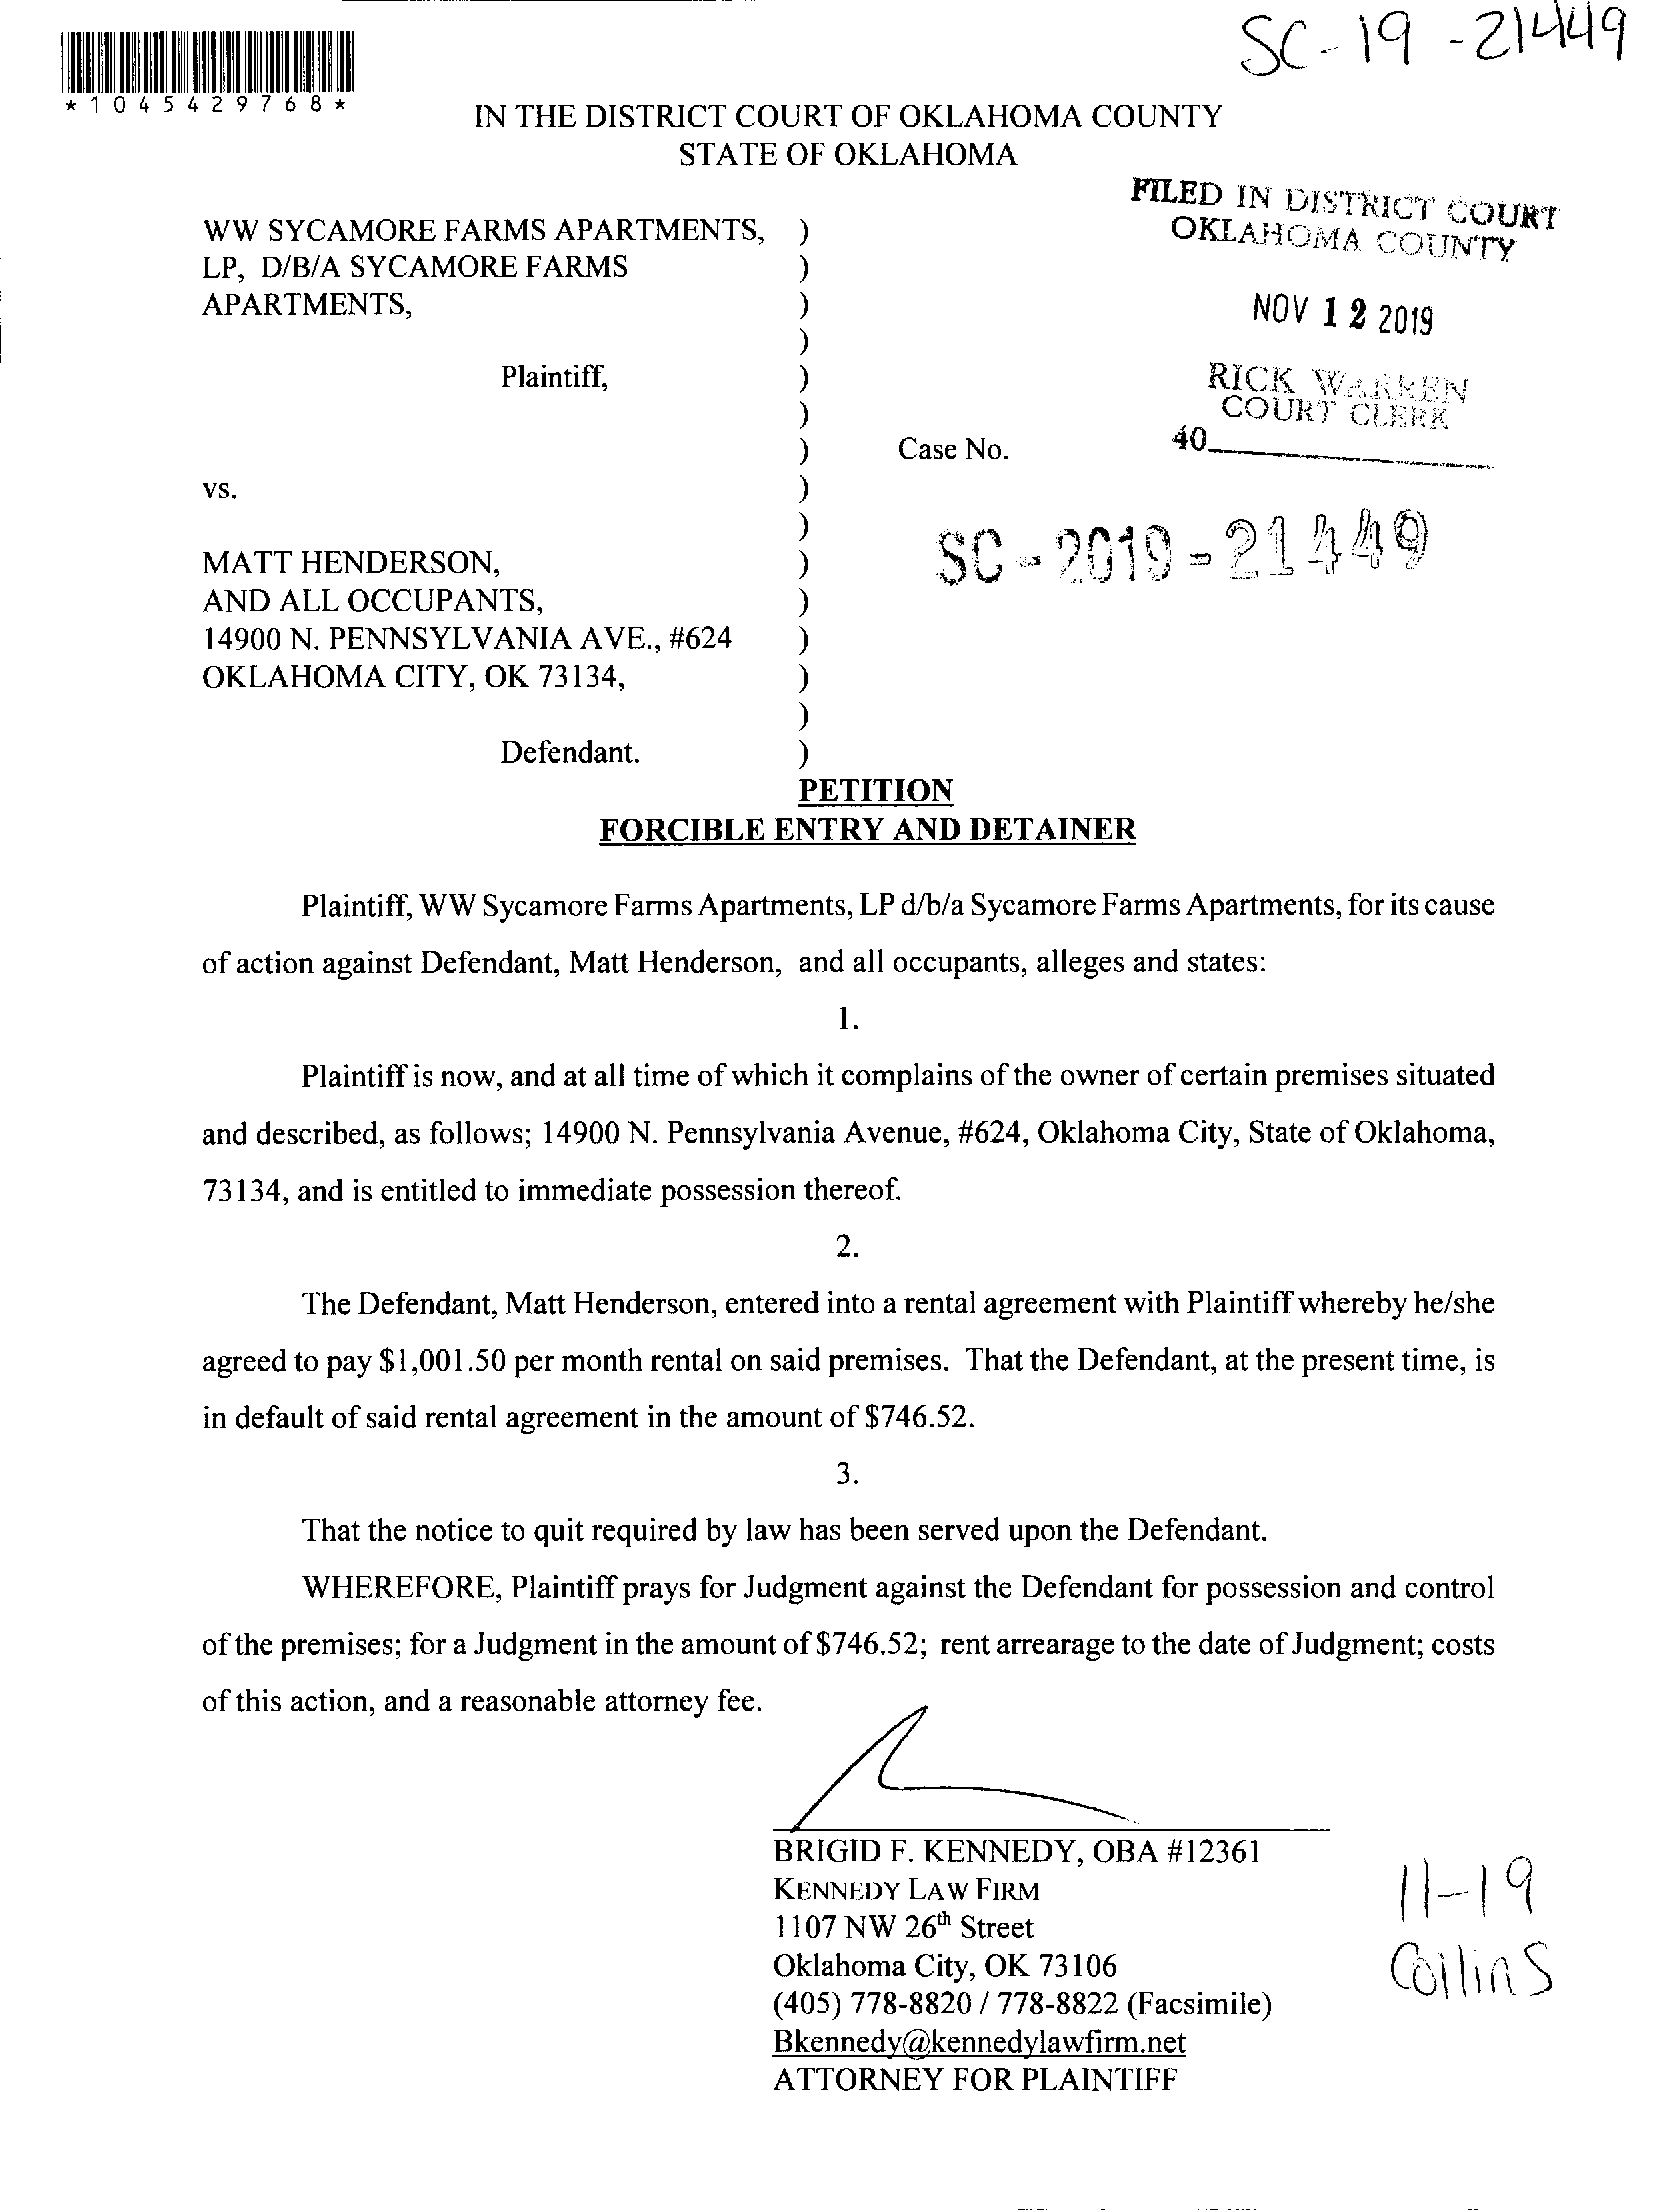 SC-19-21449
*1045429768*
IN THE DISTRICT COURT OF OKLAHOMA COUNTY
STATE OF OKLAHOMA
FILED IN DISTRICT COURT
OKLAHOMA COUNTY
NOV 12 2019
RICK WARREN
COURT CLERK
40
WW SYCAMORE FARMS APARTMENTS, )
LP, D/B/A SYCAMORE FARMS )
APARTMENTS, )
)
Plaintiff, )
)
) Case No.
vs. )
) SC-2019-21449
MATT HENDERSON, )
AND ALL OCCUPANTS, )
14900 N. PENNSYLVANIA AVE., #624 )
OKLAHOMA CITY, OK 73134, )
)
Defendant. )
PETITION
FORCIBLE ENTRY AND DETAINER
Plaintiff, WW Sycamore Farms Apartments, LP d/b/a Sycamore Farms Apartments, for its cause
of action against Defendant, Matt Henderson, and all occupants, alleges and states:
1.
Plaintiff is now, and at all time of which it complains of the owner of certain premises situated
and described, as follows; 14900 N. Pennsylvania Avenue, #624, Oklahoma City, State of Oklahoma,
73134, and is entitled to immediate possession thereof.
2.
The Defendant, Matt Henderson, entered into a rental agreement with Plaintiff whereby he/she
agreed to pay $1,001.50 per month rental on said premises. That the Defendant, at the present time, is
in default of said rental agreement in the amount of $746.52.
3.
That the notice to quit required by law has been served upon the Defendant.
WHEREFORE, Plaintiff prays for Judgment against the Defendant for possession and control
of the premises; for a Judgment in the amount of $746.52; rent arrearage to the date of Judgment; costs
of this action, and a reasonable attorney fee.
BRIGID F. KENNEDY, OBA #12361
KENNEDY LAW FIRM
1107 NW 26th Street
Oklahoma City, OK 73106
(405) 778-8820 / 778-8822 (Facsimile)
Bkennedy@kennedylawfirm.net
ATTORNEY FOR PLAINTIFF
11-19
Collins